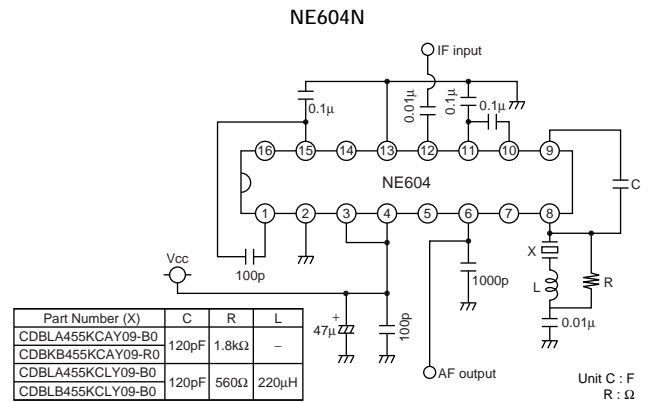 NE604N
IF input
0.1μ
0.01μ
0.1μ
0.1μ
16 15 14 13 12 11 10 9
NE604
C
1 2 3 4 5 6 7 8
X
L
R
Vcc
100p
1000p
+
47μ
100p
0.01μ
AF output
Part Number (X) C R L
CDBLA455KCAY09-B0
CDBKB455KCAY09-R0
120pF 1.8kΩ –
CDBLA455KCLY09-B0
CDBLB455KCLY09-B0
120pF 560Ω 220μH
Unit C : F
R : Ω